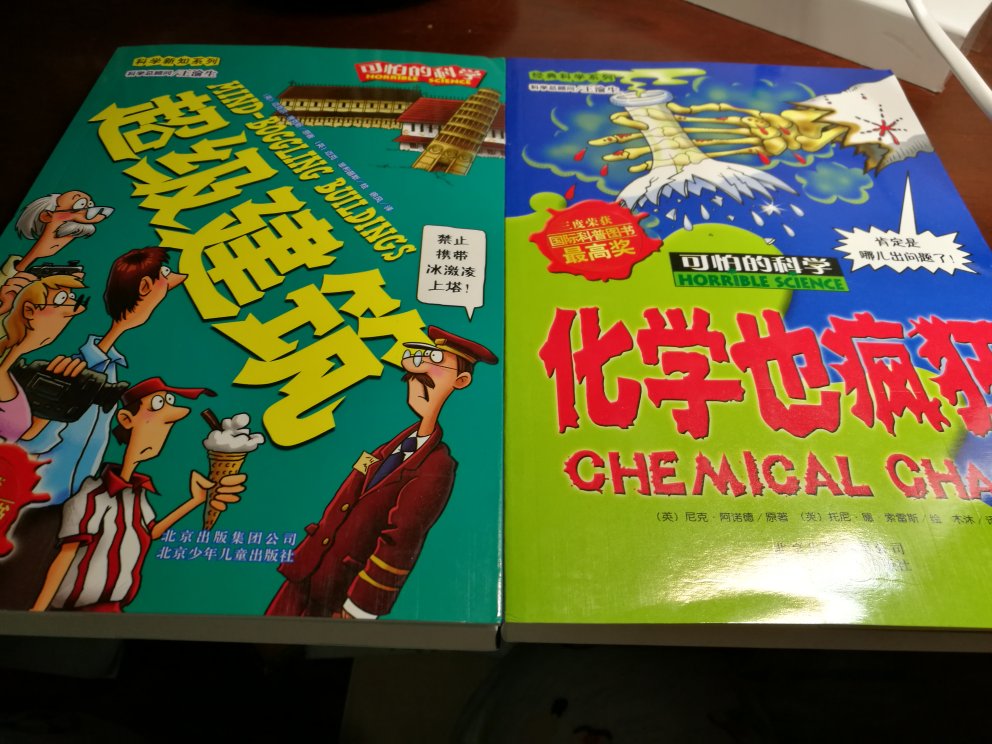 科学新知系列
科学总顾问/王渝生
可怕的科学
HORRIBLE SCIENCE
MIND-BOGGLING BUILDINGS
超级建筑
禁止
携带
冰激凌
上塔!
北京出版集团公司
北京少年儿童出版社
经典科学系列
科学总顾问/王渝生
三度荣获
国际科普图书
最高奖
肯定是
哪儿出问题了!
可怕的科学
HORRIBLE SCIENCE
化学也疯狂
CHEMICAL CHA
(英) 尼克·阿诺德/原著 (英) 托尼·德·索雷斯/绘 木沐/